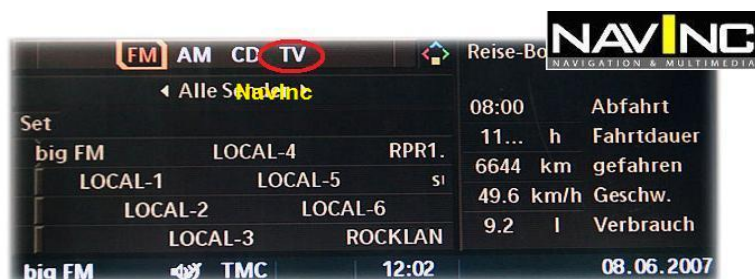 NAVINC
NAVIGATION & MULTIMEDIA
FM AM CD TV
Reise-Bo
◂ Alle Sender ▸
NavInc
Set
big FM LOCAL-4 RPR1.
LOCAL-1 LOCAL-5
LOCAL-2 LOCAL-6
LOCAL-3 ROCKLAN
08:00 Abfahrt
11... h Fahrtdauer
6644 km gefahren
49.6 km/h Geschw.
9.2 l Verbrauch
big FM TMC 12:02 08.06.2007